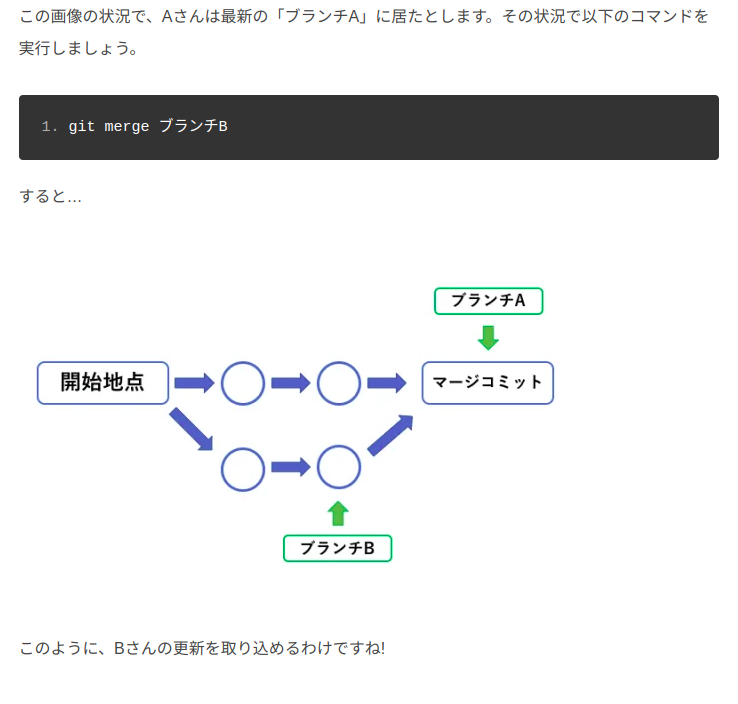 この画像の状況で、Aさんは最新の「ブランチA」に居たとします。その状況で以下のコマンドを
実行しましょう。
1. git merge ブランチB
すると…
ブランチA
開始地点
マージコミット
ブランチB
このように、Bさんの更新を取り込めるわけですね!